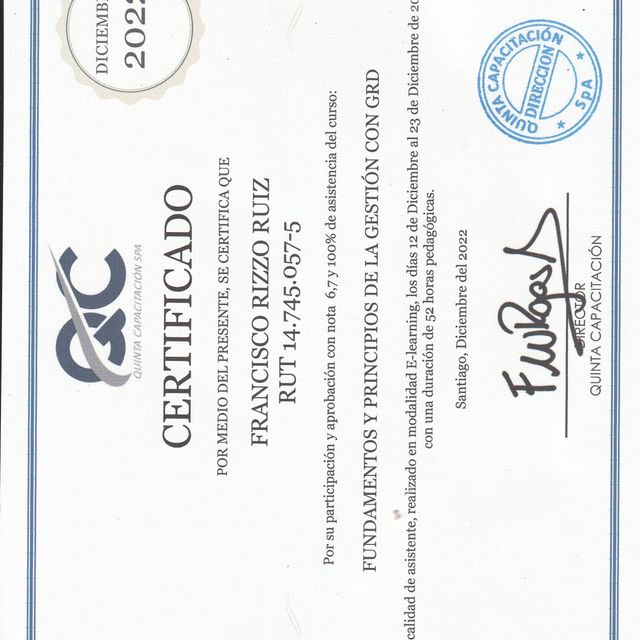 DICIEMB
2022
QC
QUINTA CAPACITACIÓN SPA
CERTIFICADO
POR MEDIO DEL PRESENTE, SE CERTIFICA QUE
FRANCISCO RIZZO RUIZ
RUT 14.745.057-5
Por su participación y aprobación con nota 6,7 y 100% de asistencia del curso:
FUNDAMENTOS Y PRINCIPIOS DE LA GESTIÓN CON GRD
calidad de asistente, realizado en modalidad E-learning, los días 12 de Diciembre al 23 de Diciembre de 20
con una duración de 52 horas pedagógicas.
Santiago, Diciembre del 2022
DIRECTOR
QUINTA CAPACITACIÓN
QUINTA CAPACITACIÓN
DIRECCION
SPA